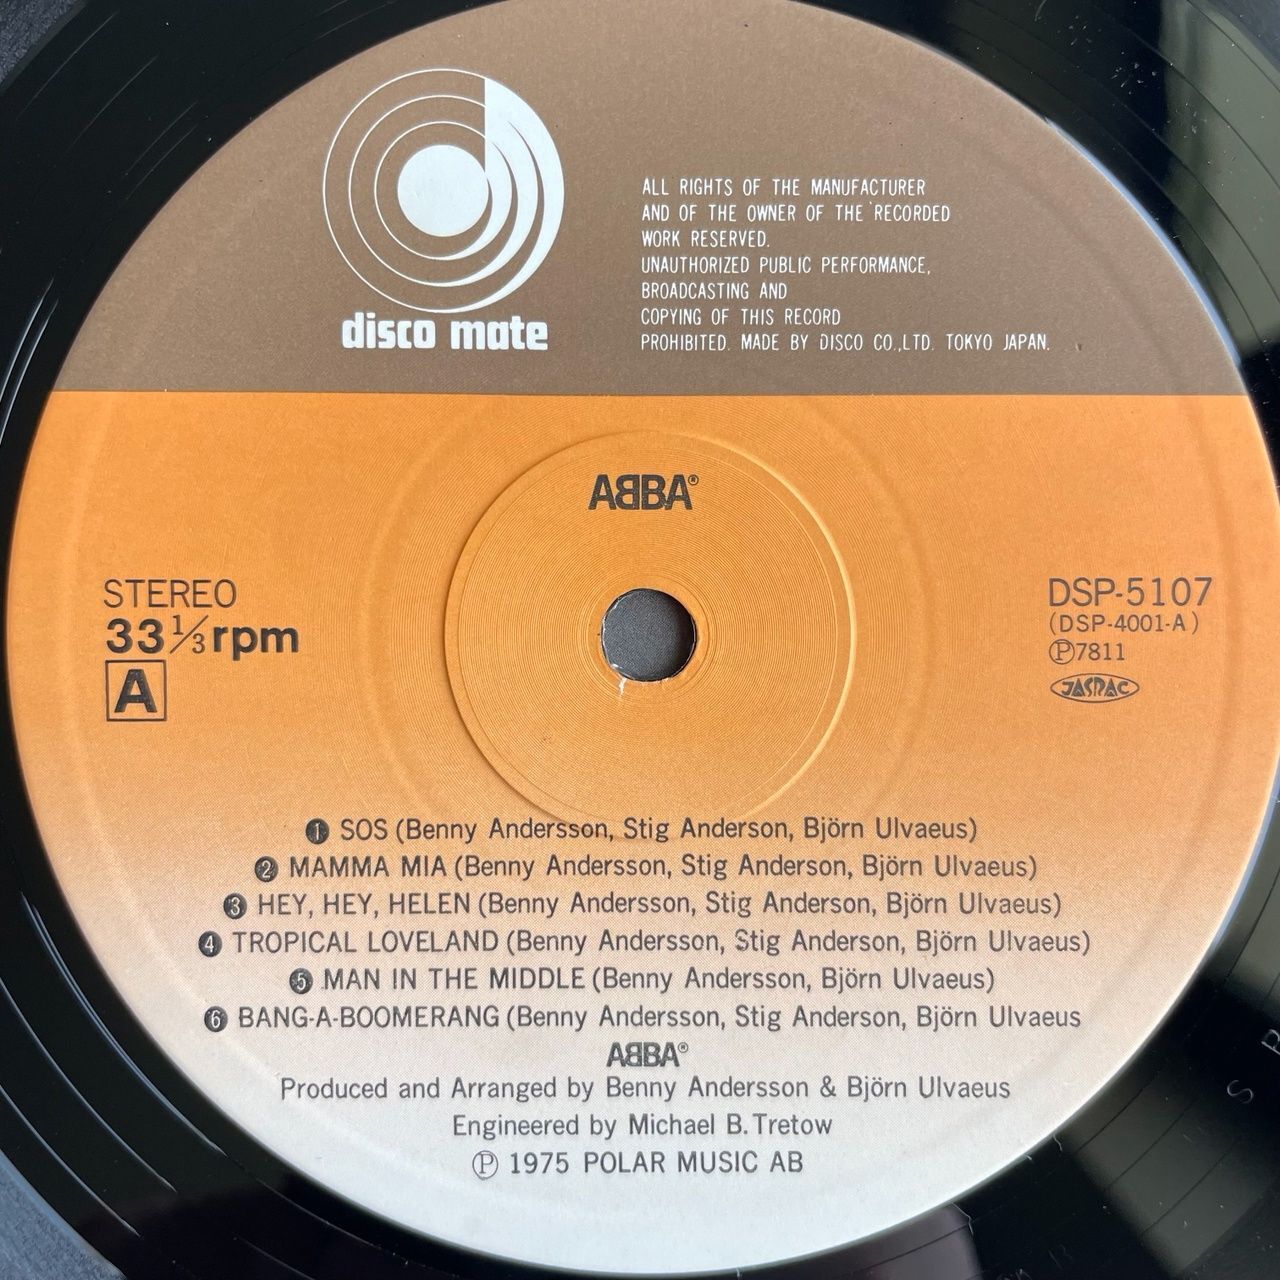 disco mate
ALL RIGHTS OF THE MANUFACTURER
AND OF THE OWNER OF THE RECORDED
WORK RESERVED.
UNAUTHORIZED PUBLIC PERFORMANCE,
BROADCASTING AND
COPYING OF THIS RECORD
PROHIBITED. MADE BY DISCO CO.,LTD. TOKYO JAPAN.
ABBA®
STEREO
33 1/3 rpm
A
DSP-5107
(DSP-4001-A)
Ⓟ7811
JASRAC
❶ SOS (Benny Andersson, Stig Anderson, Björn Ulvaeus)
❷ MAMMA MIA (Benny Andersson, Stig Anderson, Björn Ulvaeus)
❸ HEY, HEY, HELEN (Benny Andersson, Stig Anderson, Björn Ulvaeus)
❹ TROPICAL LOVELAND (Benny Andersson, Stig Anderson, Björn Ulvaeus)
❺ MAN IN THE MIDDLE (Benny Andersson, Björn Ulvaeus)
❻ BANG-A-BOOMERANG (Benny Andersson, Stig Anderson, Björn Ulvaeus
ABBA®
Produced and Arranged by Benny Andersson & Björn Ulvaeus
Engineered by Michael B. Tretow
Ⓟ 1975 POLAR MUSIC AB